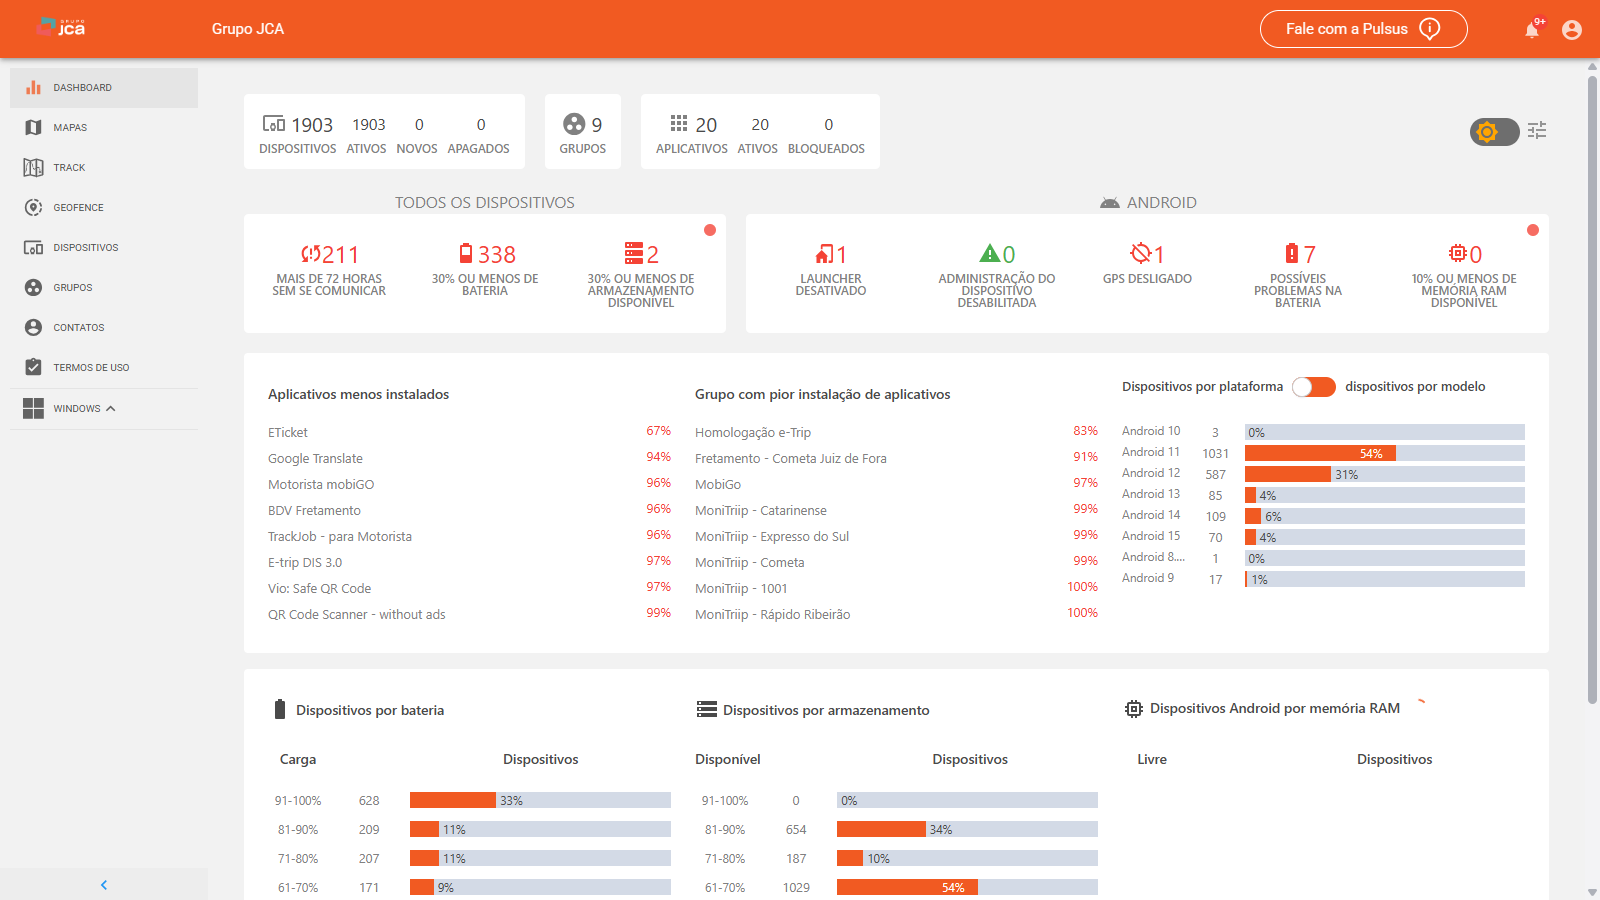 GRUPO
jca
Grupo JCA
Fale com a Pulsus
9+
DASHBOARD
MAPAS
TRACK
GEOFENCE
DISPOSITIVOS
GRUPOS
CONTATOS
TERMOS DE USO
WINDOWS
1903 1903 0 0
DISPOSITIVOS ATIVOS NOVOS APAGADOS
9
GRUPOS
20 20 0
APLICATIVOS ATIVOS BLOQUEADOS
TODOS OS DISPOSITIVOS
211
MAIS DE 72 HORAS
SEM SE COMUNICAR
338
30% OU MENOS DE
BATERIA
2
30% OU MENOS DE
ARMAZENAMENTO
DISPONÍVEL
ANDROID
1
LAUNCHER
DESATIVADO
0
ADMINISTRAÇÃO DO
DISPOSITIVO
DESABILITADA
1
GPS DESLIGADO
7
POSSÍVEIS
PROBLEMAS NA
BATERIA
0
10% OU MENOS DE
MEMÓRIA RAM
DISPONÍVEL
Aplicativos menos instalados
ETicket 67%
Google Translate 94%
Motorista mobiGO 96%
BDV Fretamento 96%
TrackJob - para Motorista 96%
E-trip DIS 3.0 97%
Vio: Safe QR Code 97%
QR Code Scanner - without ads 99%
Grupo com pior instalação de aplicativos
Homologação e-Trip 83%
Fretamento - Cometa Juiz de Fora 91%
MobiGo 97%
MoniTriip - Catarinense 99%
MoniTriip - Expresso do Sul 99%
MoniTriip - Cometa 99%
MoniTriip - 1001 100%
MoniTriip - Rápido Ribeirão 100%
Dispositivos por plataforma dispositivos por modelo
Android 10 3 0%
Android 11 1031 54%
Android 12 587 31%
Android 13 85 4%
Android 14 109 6%
Android 15 70 4%
Android 8.... 1 0%
Android 9 17 1%
Dispositivos por bateria
Carga Dispositivos
91-100% 628 33%
81-90% 209 11%
71-80% 207 11%
61-70% 171 9%
Dispositivos por armazenamento
Disponível Dispositivos
91-100% 0 0%
81-90% 654 34%
71-80% 187 10%
61-70% 1029 54%
Dispositivos Android por memória RAM
Livre Dispositivos